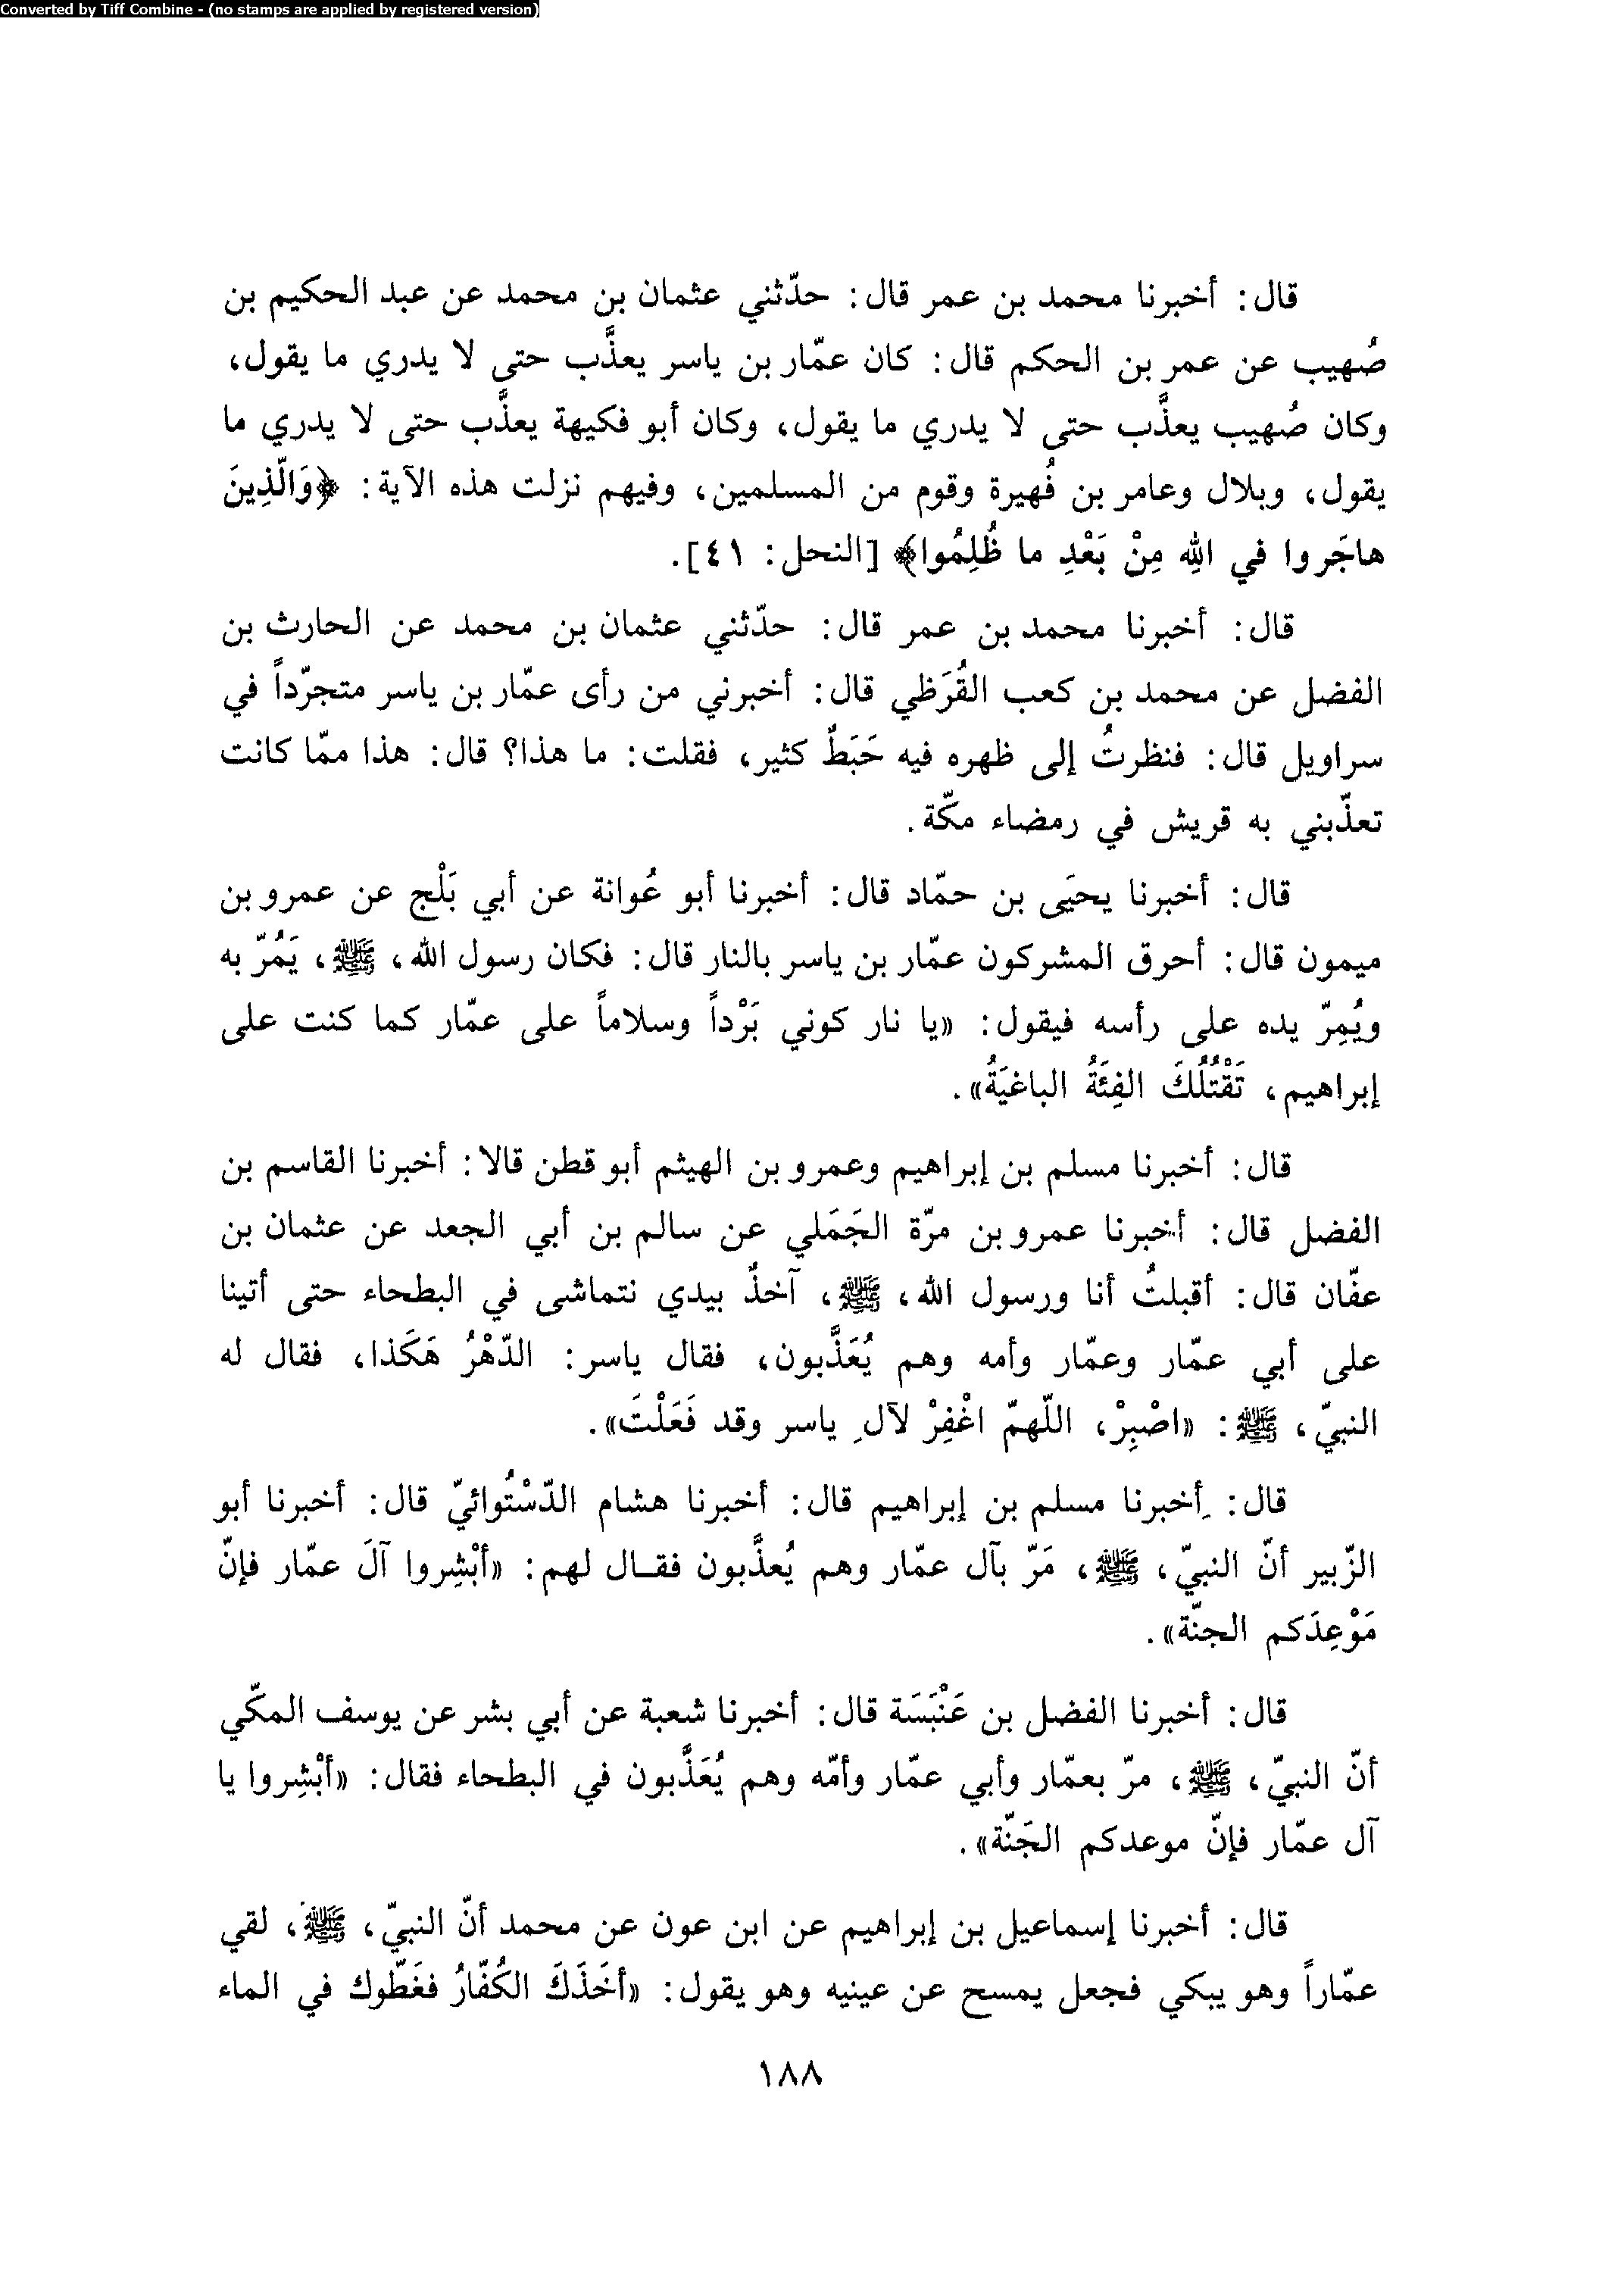 Converted by Tiff Combine - (no stamps are applied by registered version)
قال: أخبرنا محمد بن عمر قال: حدّثني عثمان بن محمد عن عبد الحكيم بن
صُهيب عن عمر بن الحكم قال: كان عمّار بن ياسر يعذَّب حتى لا يدري ما يقول،
وكان صُهيب يعذَّب حتى لا يدري ما يقول، وكان أبو فكيهة يعذَّب حتى لا يدري ما
يقول، وبلال وعامر بن فُهيرة وقوم من المسلمين، وفيهم نزلت هذه الآية: ﴿وَالّذِينَ
هاجَروا في اللهِ مِنْ بَعْدِ ما ظُلِمُوا﴾ [النحل: ٤١].
قال: أخبرنا محمد بن عمر قال: حدّثني عثمان بن محمد عن الحارث بن
الفضل عن محمد بن كعب القُرَظي قال: أخبرني من رأى عمّار بن ياسر متجرّداً في
سراويل قال: فنظرتُ إلى ظهره فيه حَبَطٌ كثير، فقلت: ما هذا؟ قال: هذا ممّا كانت
تعذّبني به قريش في رمضاء مكّة.
قال: أخبرنا يحيَى بن حمّاد قال: أخبرنا أبو عُوانة عن أبي بَلْج عن عمرو بن
ميمون قال: أحرق المشركون عمّار بن ياسر بالنار قال: فكان رسول الله، ﷺ، يَمُرّ به
ويُمِرّ يده على رأسه فيقول: «يا نار كوني بَرْداً وسلاماً على عمّار كما كنت على
إبراهيم، تَقْتُلُكَ الفِئَةُ الباغيَةُ».
قال: أخبرنا مسلم بن إبراهيم وعمرو بن الهيثم أبو قطن قالا: أخبرنا القاسم بن
الفضل قال: أخبرنا عمرو بن مرّة الجَمَلي عن سالم بن أبي الجعد عن عثمان بن
عفّان قال: أقبلتُ أنا ورسول الله، ﷺ، آخذٌ بيدي نتماشى في البطحاء حتى أتينا
على أبي عمّار وعمّار وأمه وهم يُعَذَّبون، فقال ياسر: الدّهْرُ هَكَذا، فقال له
النبيّ، ﷺ: «اصْبِرْ، اللّهمّ اغْفِرْ لآلِ ياسر وقد فَعَلْتَ».
قال: أخبرنا مسلم بن إبراهيم قال: أخبرنا هشام الدّسْتُوائيّ قال: أخبرنا أبو
الزّبير أنّ النبيّ، ﷺ، مَرّ بآل عمّار وهم يُعذَّبون فقال لهم: «أبْشِروا آلَ عمّار فإنّ
مَوْعِدَكم الجنّة».
قال: أخبرنا الفضل بن عَنْبَسَة قال: أخبرنا شعبة عن أبي بشر عن يوسف المكّي
أنّ النبيّ، ﷺ، مرّ بعمّار وأبي عمّار وأمّه وهم يُعَذَّبون في البطحاء فقال: «أبْشِروا يا
آل عمّار فإنّ موعدكم الجَنّة».
قال: أخبرنا إسماعيل بن إبراهيم عن ابن عون عن محمد أنّ النبيّ، ﷺ، لقي
عمّاراً وهو يبكي فجعل يمسح عن عينيه وهو يقول: «أخَذَكَ الكُفّارُ فغَطّوك في الماء
١٨٨